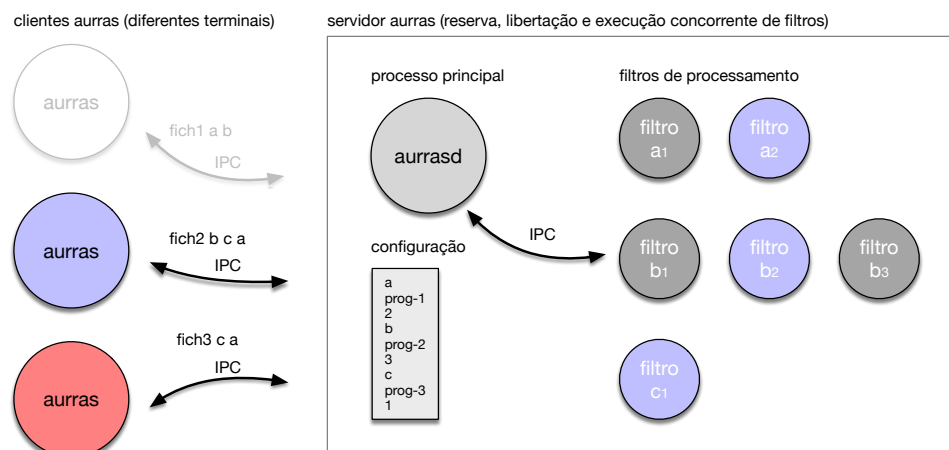 clientes aurras (diferentes terminais)
servidor aurras (reserva, libertação e execução concorrente de filtros)
aurras
fich1 a b
IPC
aurras
fich2 b c a
IPC
aurras
fich3 c a
IPC
processo principal
aurrasd
IPC
configuração
a
prog-1
2
b
prog-2
3
c
prog-3
1
filtros de processamento
filtro
a1
filtro
a2
filtro
b1
filtro
b2
filtro
b3
filtro
c1